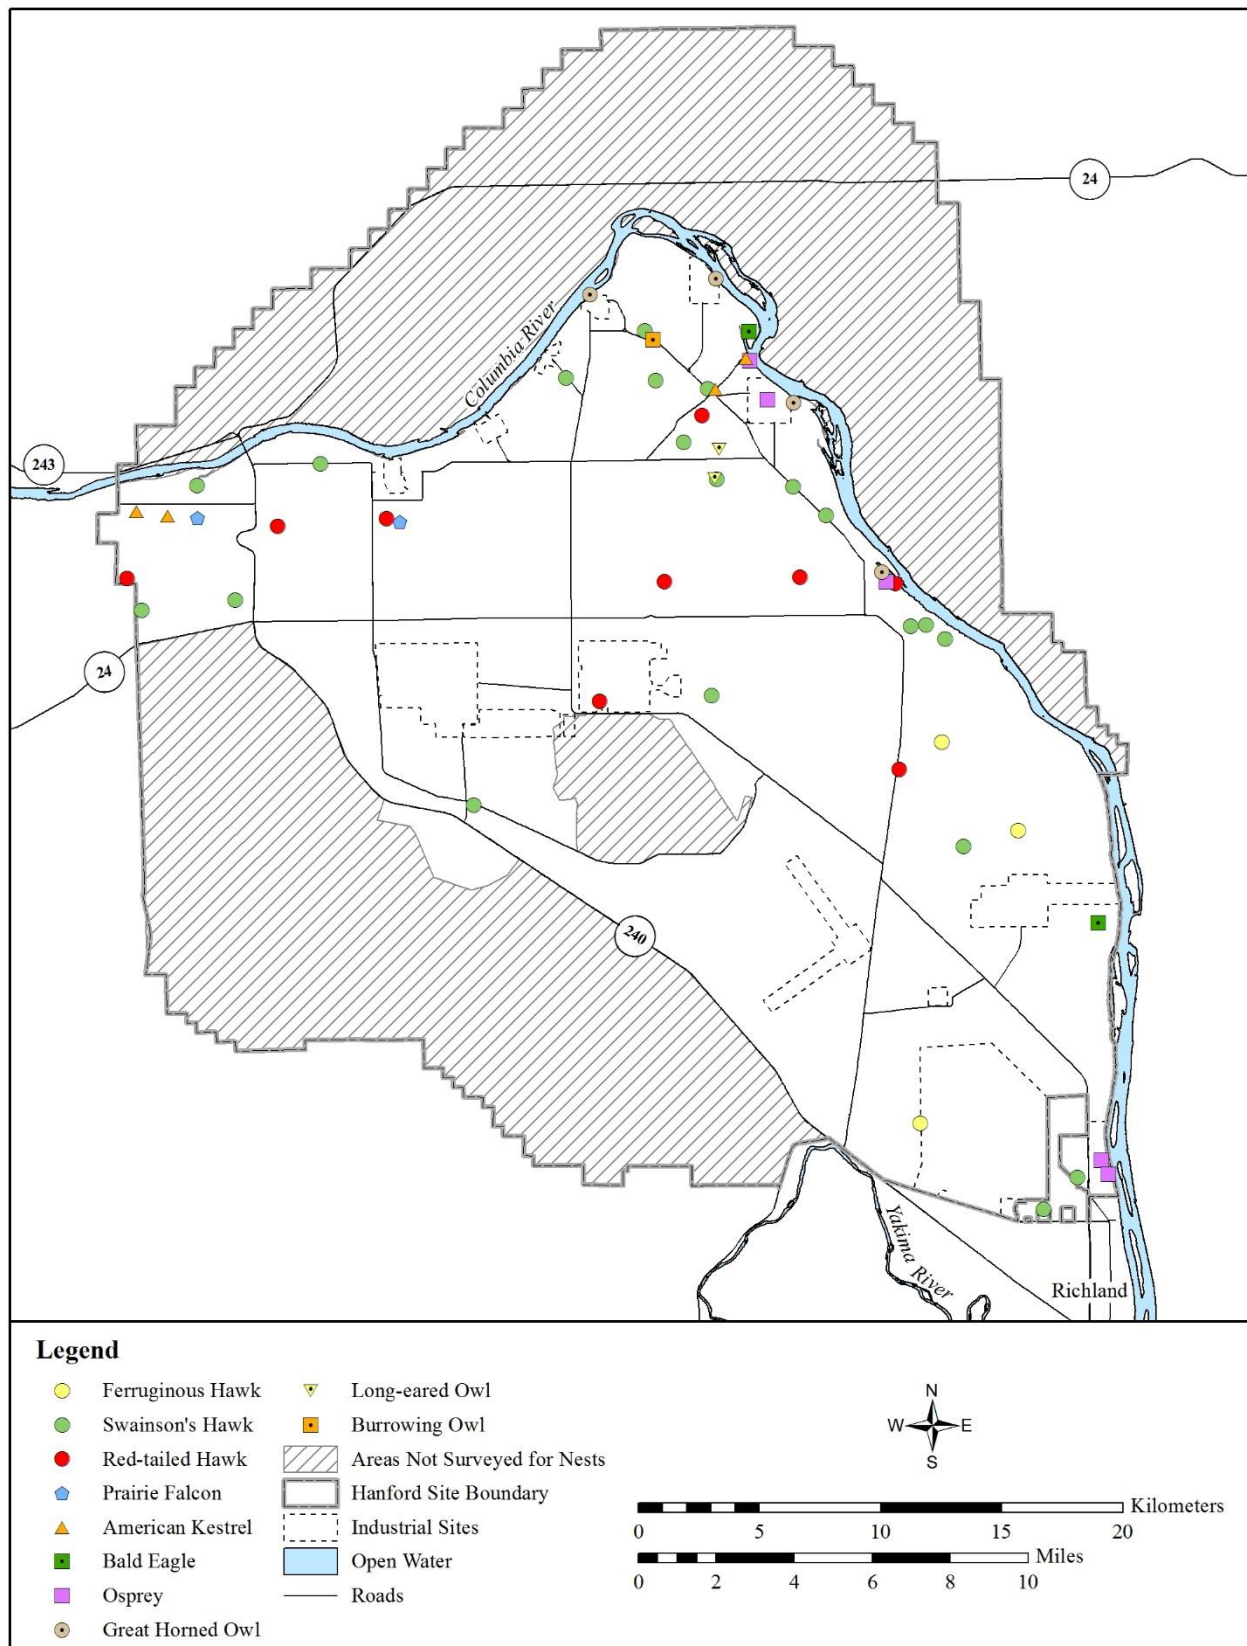 24
Columbia River
243
24
240
Yakima River
Richland
Legend
Ferruginous Hawk
Long-eared Owl
Swainson's Hawk
Burrowing Owl
Red-tailed Hawk
Areas Not Surveyed for Nests
Prairie Falcon
Hanford Site Boundary
American Kestrel
Industrial Sites
Bald Eagle
Open Water
Osprey
Roads
Great Horned Owl
N
W E
S
Kilometers
0 5 10 15 20
Miles
0 2 4 6 8 10